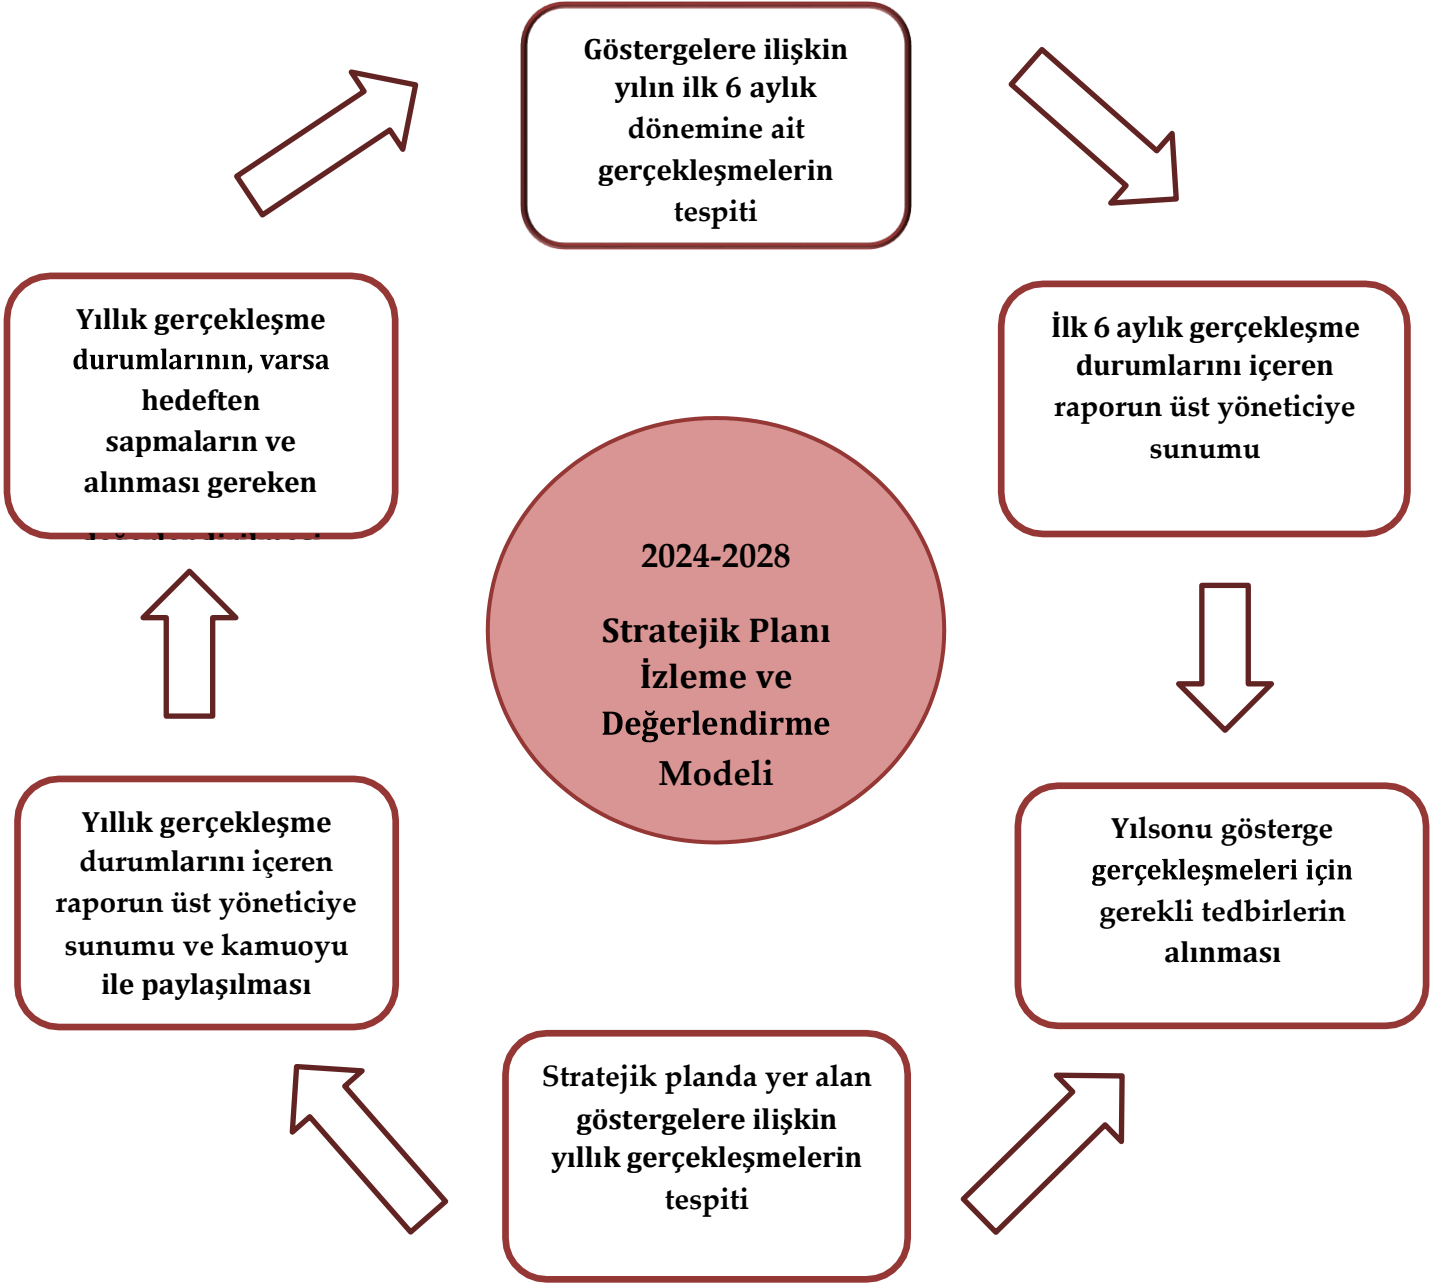 Göstergelere ilişkin
yılın ilk 6 aylık
dönemine ait
gerçekleşmelerin
tespiti
İlk 6 aylık gerçekleşme
durumlarını içeren
raporun üst yöneticiye
sunumu
Yılsonu gösterge
gerçekleşmeleri için
gerekli tedbirlerin
alınması
Stratejik planda yer alan
göstergelere ilişkin
yıllık gerçekleşmelerin
tespiti
Yıllık gerçekleşme
durumlarını içeren
raporun üst yöneticiye
sunumu ve kamuoyu
ile paylaşılması
Yıllık gerçekleşme
durumlarının, varsa
hedeften
sapmaların ve
alınması gereken
2024-2028
Stratejik Planı
İzleme ve
Değerlendirme
Modeli